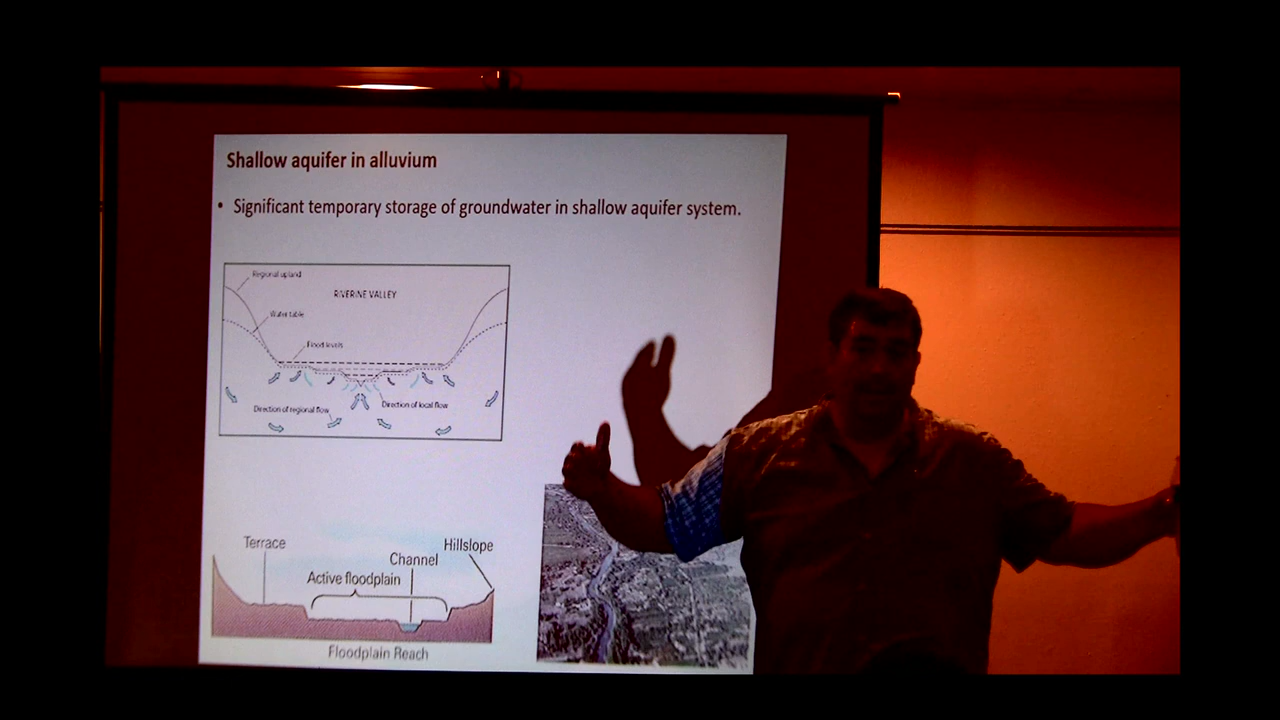 Shallow aquifer in alluvium
• Significant temporary storage of groundwater in shallow aquifer system.
Regional upland
RIVERINE VALLEY
Water table
Flood levels
Direction of regional flow
Direction of local flow
Terrace
Hillslope
Channel
Active floodplain
Floodplain Reach